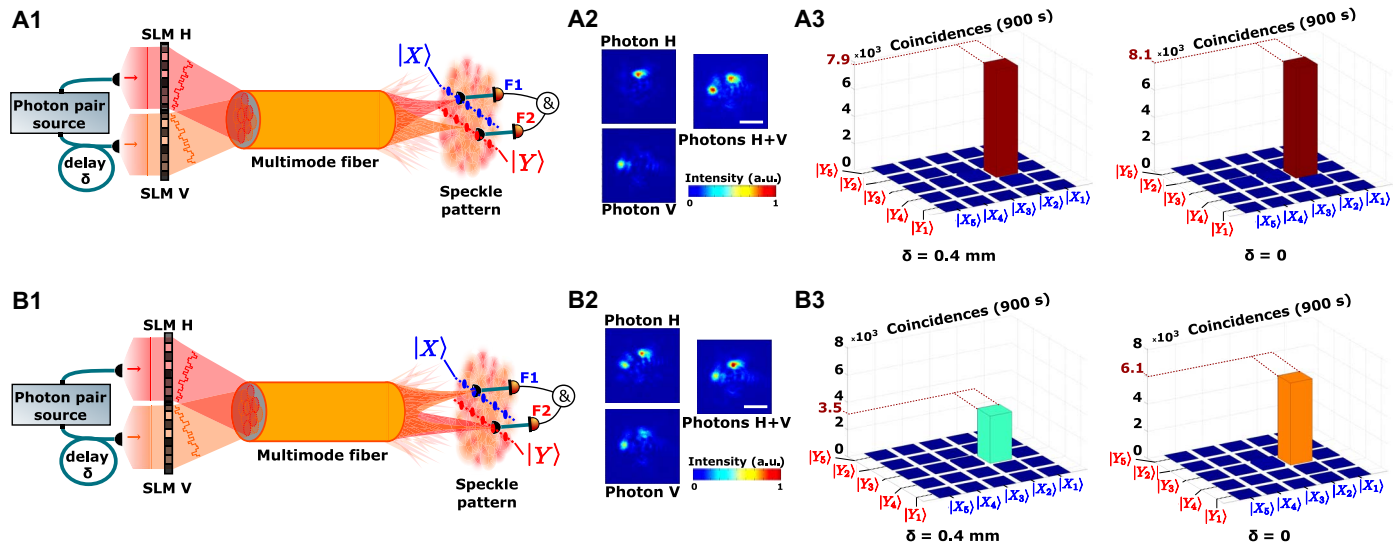 A1
SLM H
Photon pair
source
delay
δ
SLM V
Multimode fiber
|X⟩
F1
&
F2
|Y⟩
Speckle
pattern
A2
Photon H
Photons H+V
Photon V
Intensity (a.u.)
0
1
A3
×10³ Coincidences (900 s)
7.9
6
4
2
0
|Y₅⟩
|Y₂⟩
|Y₃⟩
|Y₄⟩
|Y₁⟩
|X₅⟩
|X₄⟩
|X₃⟩
|X₂⟩
|X₁⟩
δ = 0.4 mm
×10³ Coincidences (900 s)
8.1
6
4
2
0
|Y₅⟩
|Y₂⟩
|Y₃⟩
|Y₄⟩
|Y₁⟩
|X₅⟩
|X₄⟩
|X₃⟩
|X₂⟩
|X₁⟩
δ = 0
B1
SLM H
Photon pair
source
delay
δ
SLM V
Multimode fiber
|X⟩
F1
&
F2
|Y⟩
Speckle
pattern
B2
Photon H
Photons H+V
Photon V
Intensity (a.u.)
0
1
B3
×10³ Coincidences (900 s)
8
6
4
3.5
2
0
|Y₅⟩
|Y₂⟩
|Y₃⟩
|Y₄⟩
|Y₁⟩
|X₅⟩
|X₄⟩
|X₃⟩
|X₂⟩
|X₁⟩
δ = 0.4 mm
×10³ Coincidences (900 s)
8
6.1
4
2
0
|Y₅⟩
|Y₂⟩
|Y₃⟩
|Y₄⟩
|Y₁⟩
|X₅⟩
|X₄⟩
|X₃⟩
|X₂⟩
|X₁⟩
δ = 0